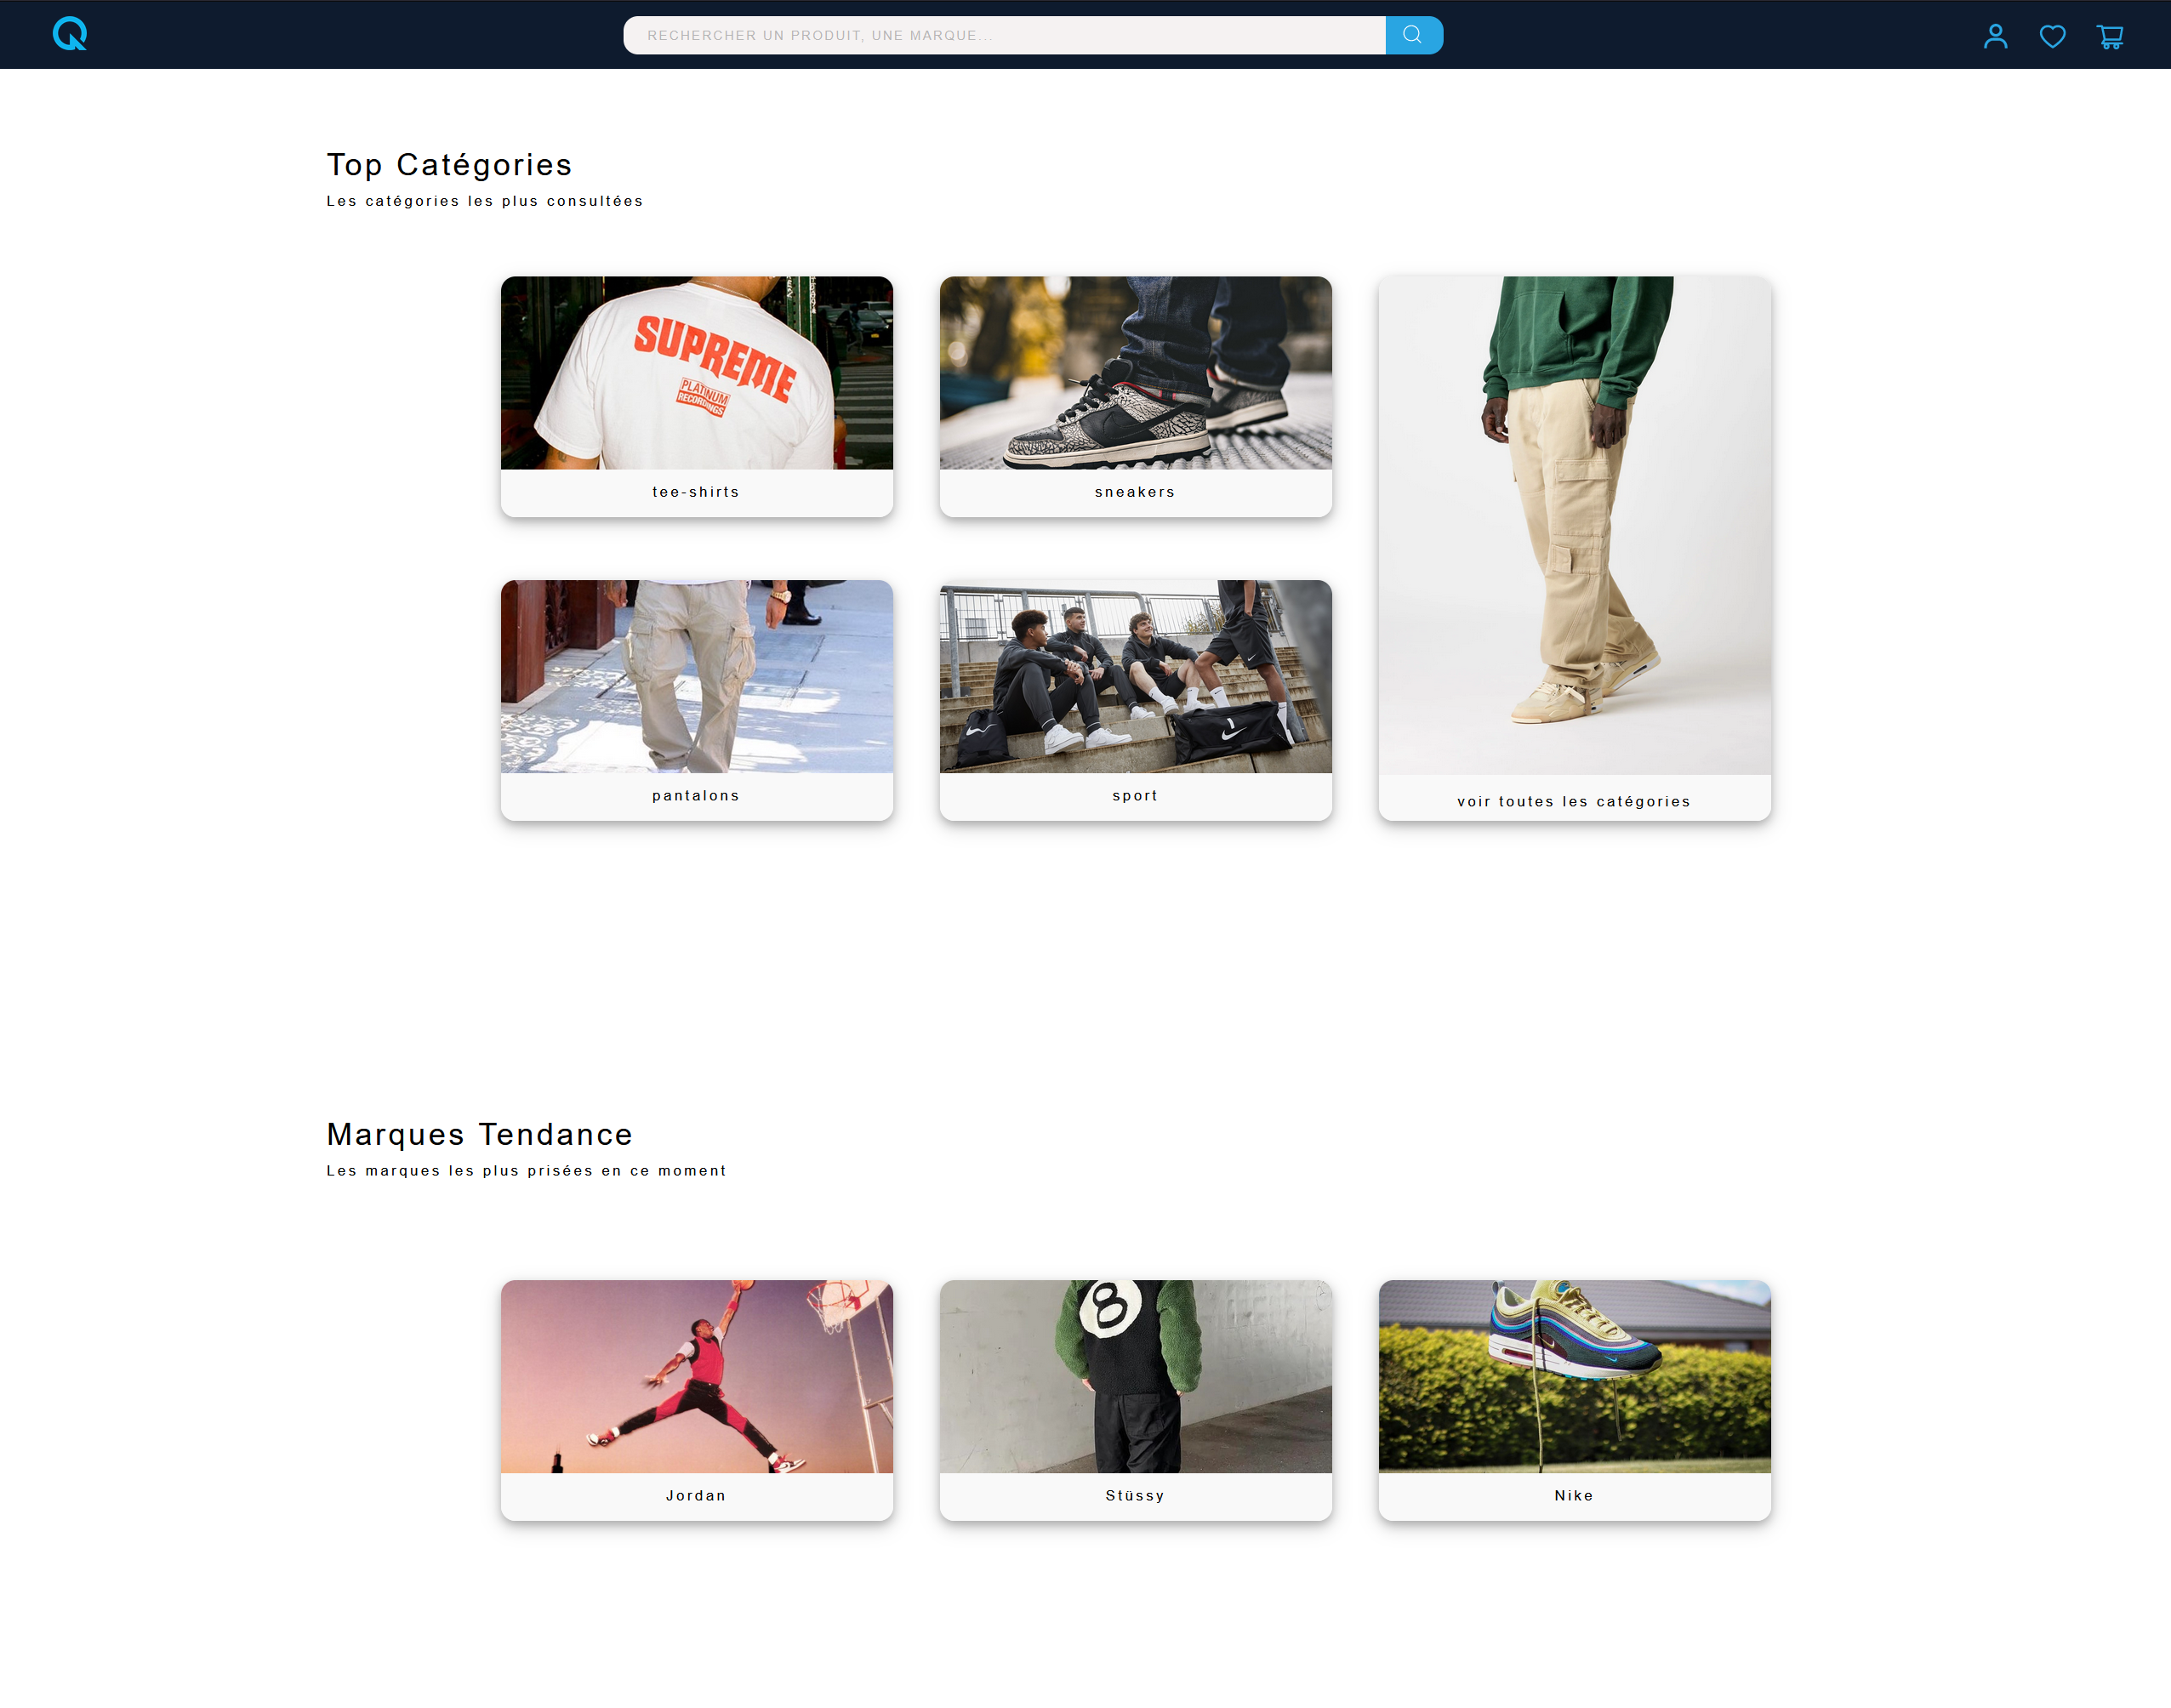 RECHERCHER UN PRODUIT, UNE MARQUE...
Top Catégories
Les catégories les plus consultées
SUPREME
PLATINUM
RECORDINGS
tee-shirts
sneakers
pantalons
sport
voir toutes les catégories
Marques Tendance
Les marques les plus prisées en ce moment
8
Jordan
Stüssy
Nike